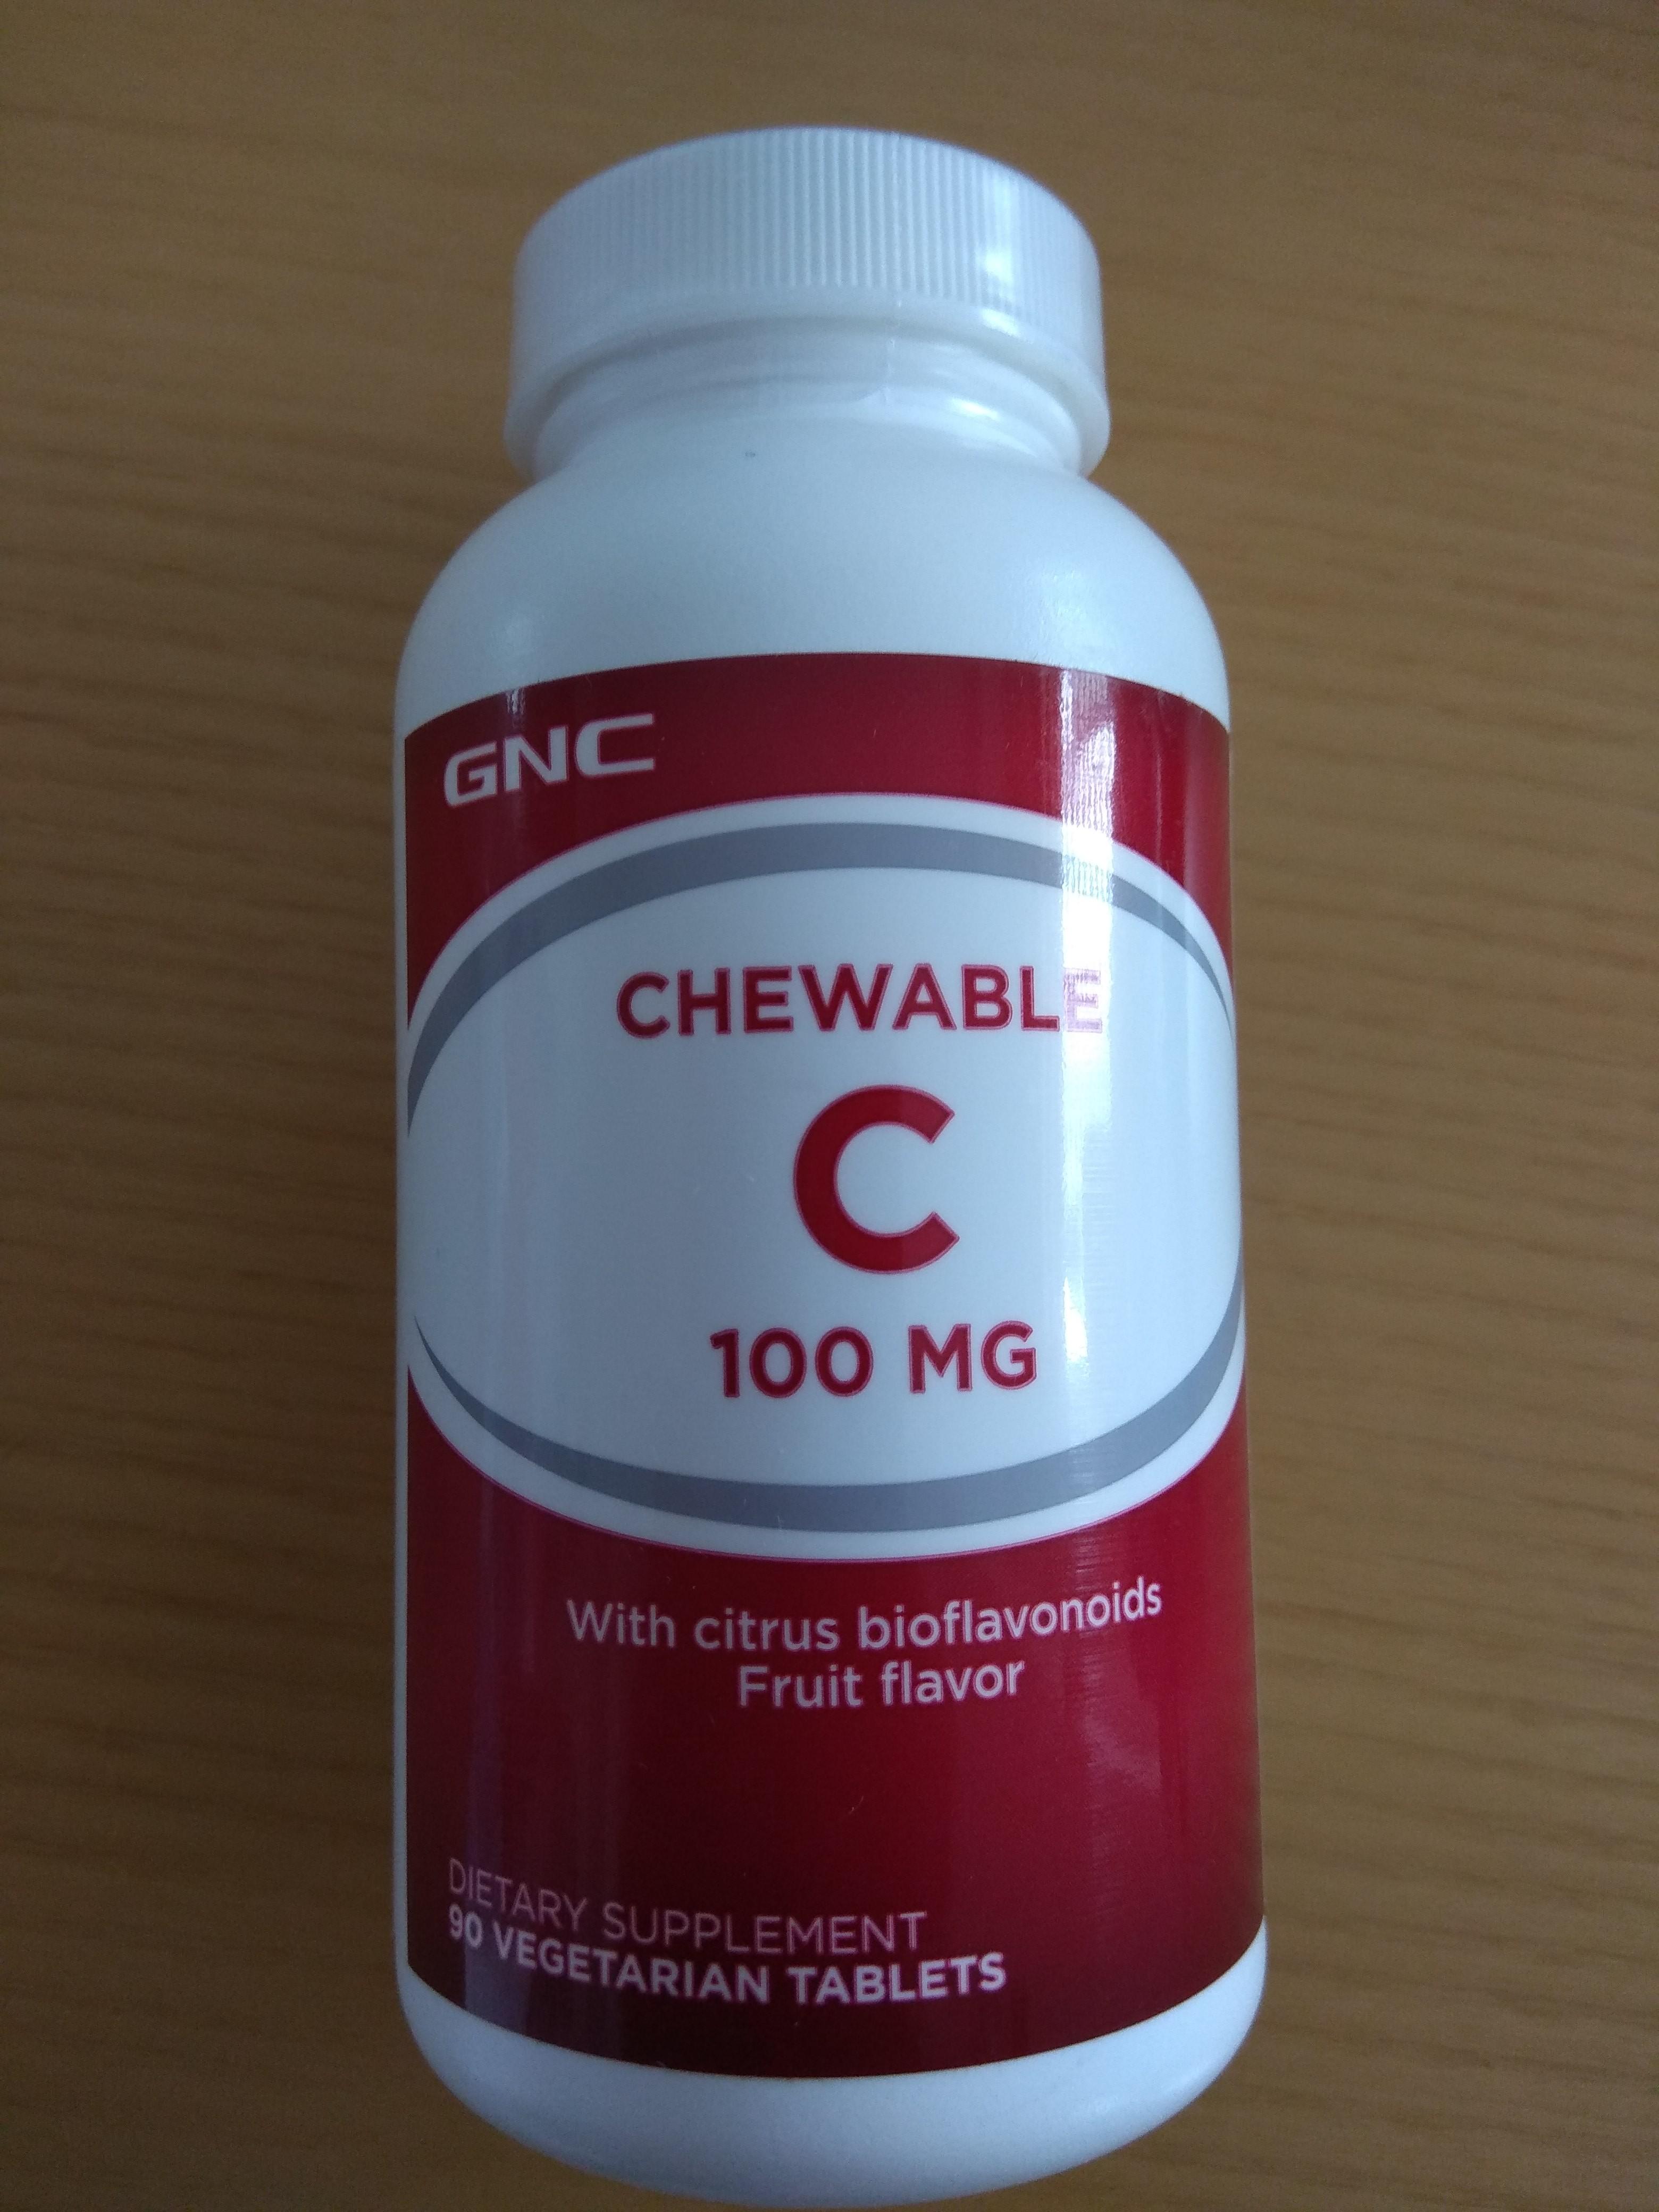 GNC
CHEWABLE
C
100 MG
With citrus bioflavonoids
Fruit flavor
DIETARY SUPPLEMENT
90 VEGETARIAN TABLETS